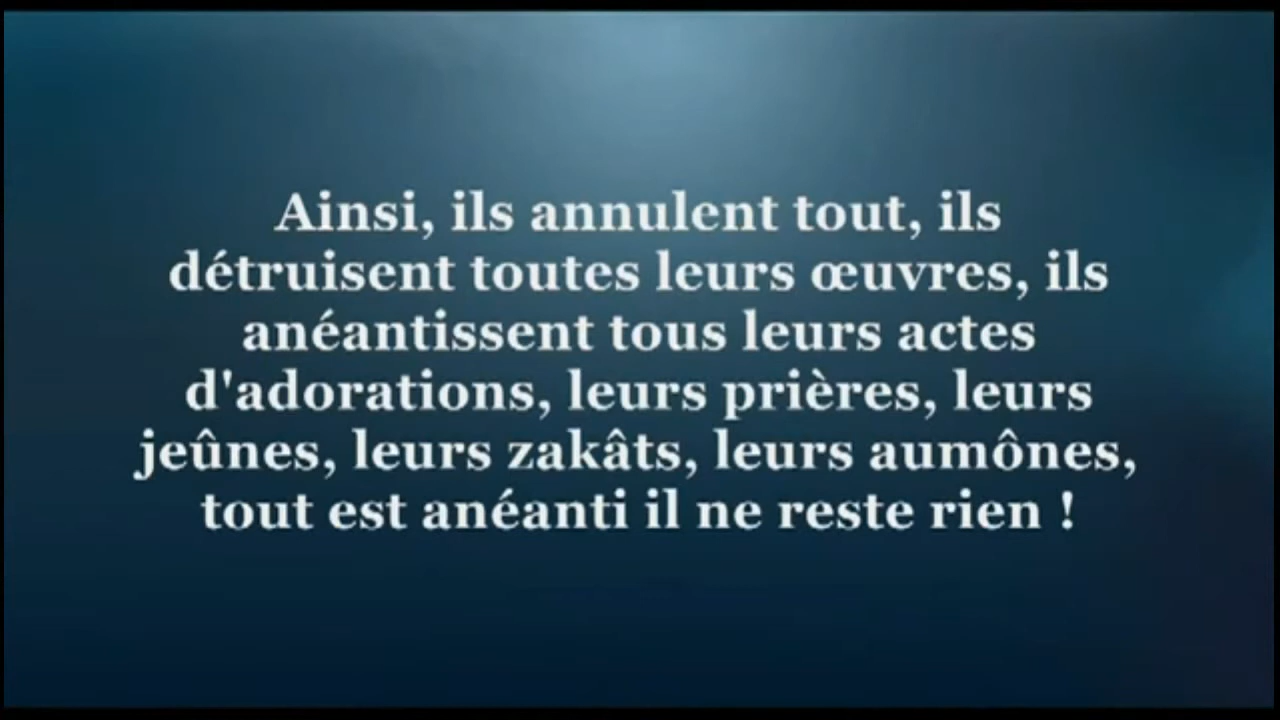 Ainsi, ils annulent tout, ils
détruisent toutes leurs œuvres, ils
anéantissent tous leurs actes
d'adorations, leurs prières, leurs
jeûnes, leurs zakâts, leurs aumônes,
tout est anéanti il ne reste rien !